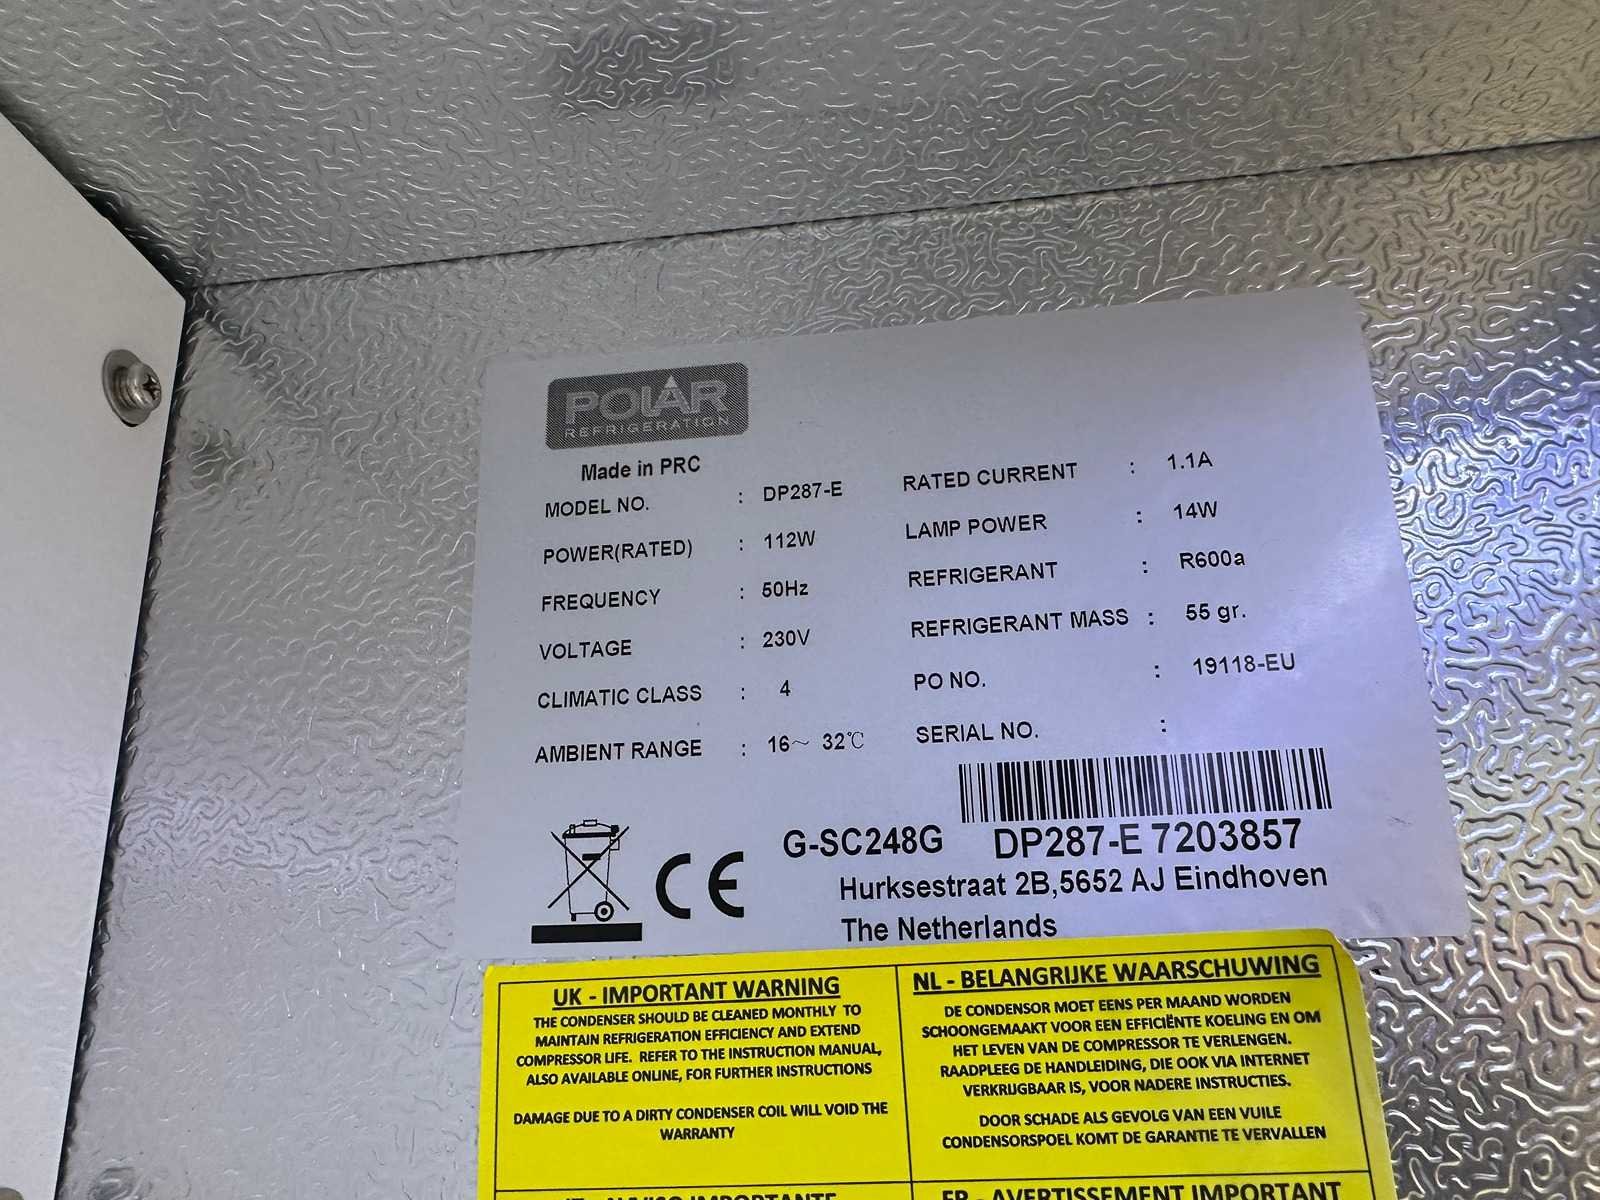 POLAR
REFRIGERATION
Made in PRC
MODEL NO. : DP287-E
POWER(RATED) : 112W
FREQUENCY : 50Hz
VOLTAGE : 230V
CLIMATIC CLASS : 4
AMBIENT RANGE : 16~ 32℃
RATED CURRENT : 1.1A
LAMP POWER : 14W
REFRIGERANT : R600a
REFRIGERANT MASS : 55 gr.
PO NO. : 19118-EU
SERIAL NO. :
CE
G-SC248G DP287-E 7203857
Hurksestraat 2B,5652 AJ Eindhoven
The Netherlands
UK - IMPORTANT WARNING
THE CONDENSER SHOULD BE CLEANED MONTHLY TO
MAINTAIN REFRIGERATION EFFICIENCY AND EXTEND
COMPRESSOR LIFE. REFER TO THE INSTRUCTION MANUAL,
ALSO AVAILABLE ONLINE, FOR FURTHER INSTRUCTIONS
DAMAGE DUE TO A DIRTY CONDENSER COIL WILL VOID THE
WARRANTY
NL - BELANGRIJKE WAARSCHUWING
DE CONDENSOR MOET EENS PER MAAND WORDEN
SCHOONGEMAAKT VOOR EEN EFFICIËNTE KOELING EN OM
HET LEVEN VAN DE COMPRESSOR TE VERLENGEN.
RAADPLEEG DE HANDLEIDING, DIE OOK VIA INTERNET
VERKRIJGBAAR IS, VOOR NADERE INSTRUCTIES.
DOOR SCHADE ALS GEVOLG VAN EEN VUILE
CONDENSORSPOEL KOMT DE GARANTIE TE VERVALLEN
FR - AVERTISSEMENT IMPORTANT